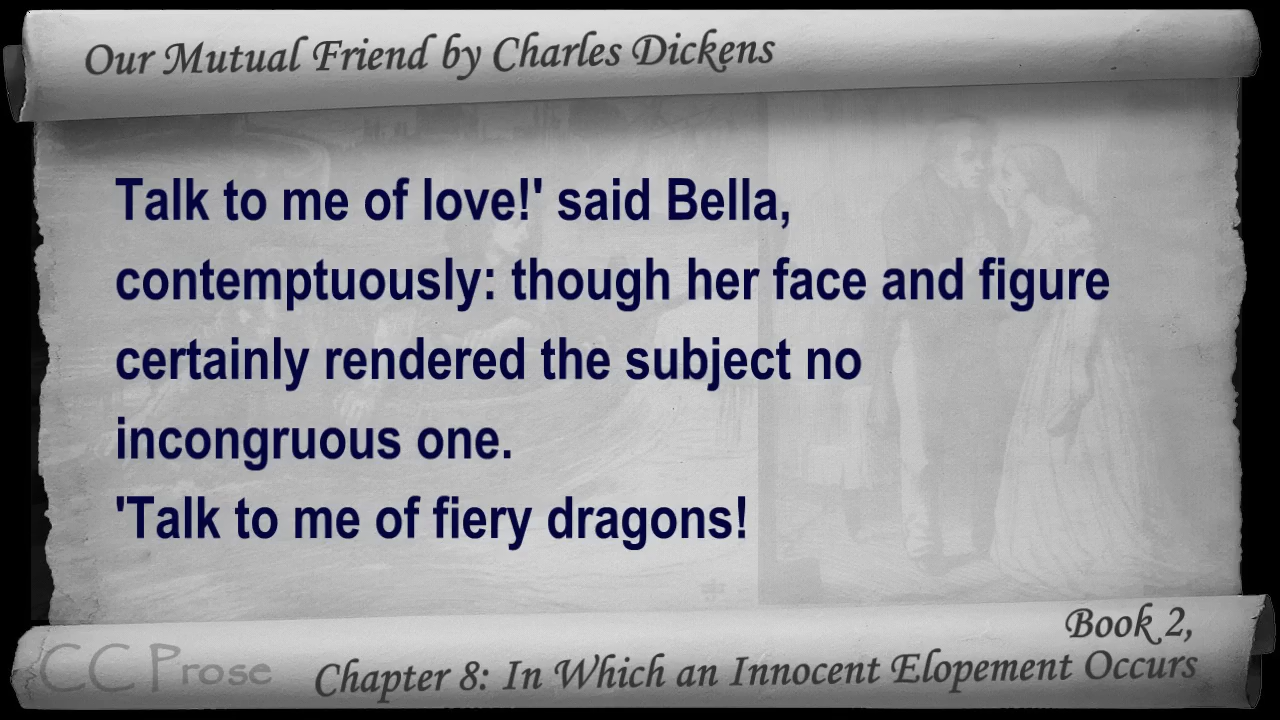 Our Mutual Friend by Charles Dickens
Talk to me of love!' said Bella,
contemptuously: though her face and figure
certainly rendered the subject no
incongruous one.
'Talk to me of fiery dragons!
Book 2,
Chapter 8: In Which an Innocent Elopement Occurs
CC Prose